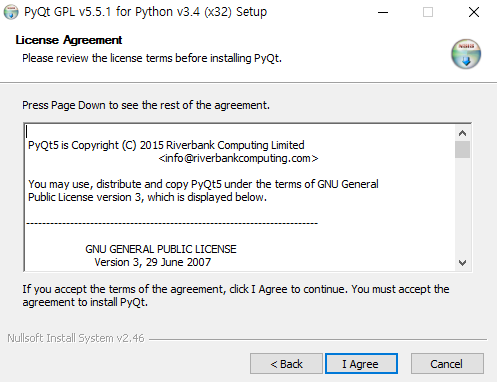 PyQt GPL v5.5.1 for Python v3.4 (x32) Setup
License Agreement
Please review the license terms before installing PyQt.
Press Page Down to see the rest of the agreement.
PyQt5 is Copyright (C) 2015 Riverbank Computing Limited
<info@riverbankcomputing.com>
You may use, distribute and copy PyQt5 under the terms of GNU General
Public License version 3, which is displayed below.
-------------------------------------------------------------------------
GNU GENERAL PUBLIC LICENSE
Version 3, 29 June 2007
If you accept the terms of the agreement, click I Agree to continue. You must accept the
agreement to install PyQt.
Nullsoft Install System v2.46
< Back
I Agree
Cancel